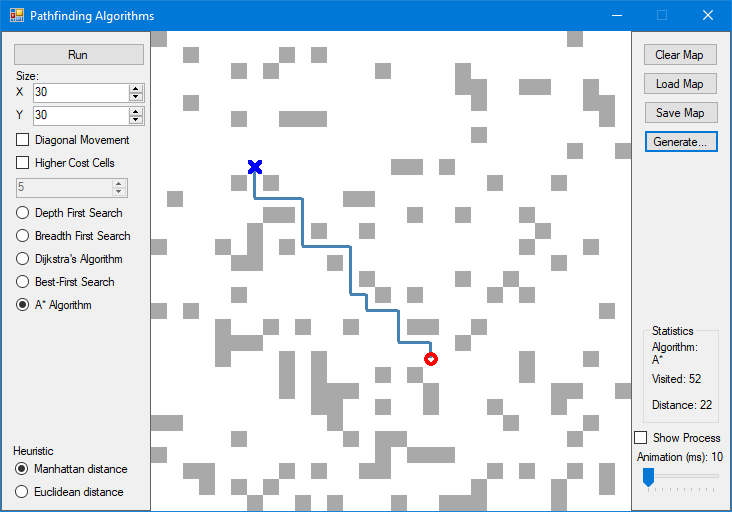 Pathfinding Algorithms
Run
Size:
X 30
Y 30
Diagonal Movement
Higher Cost Cells
5
Depth First Search
Breadth First Search
Dijkstra's Algorithm
Best-First Search
A* Algorithm
Heuristic
Manhattan distance
Euclidean distance
Clear Map
Load Map
Save Map
Generate...
Statistics
Algorithm:
A*
Visited: 52
Distance: 22
Show Process
Animation (ms): 10